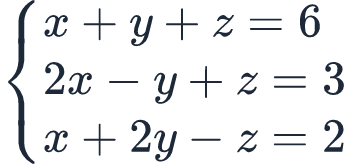 x + y + z = 6
2x − y + z = 3
x + 2y − z = 2